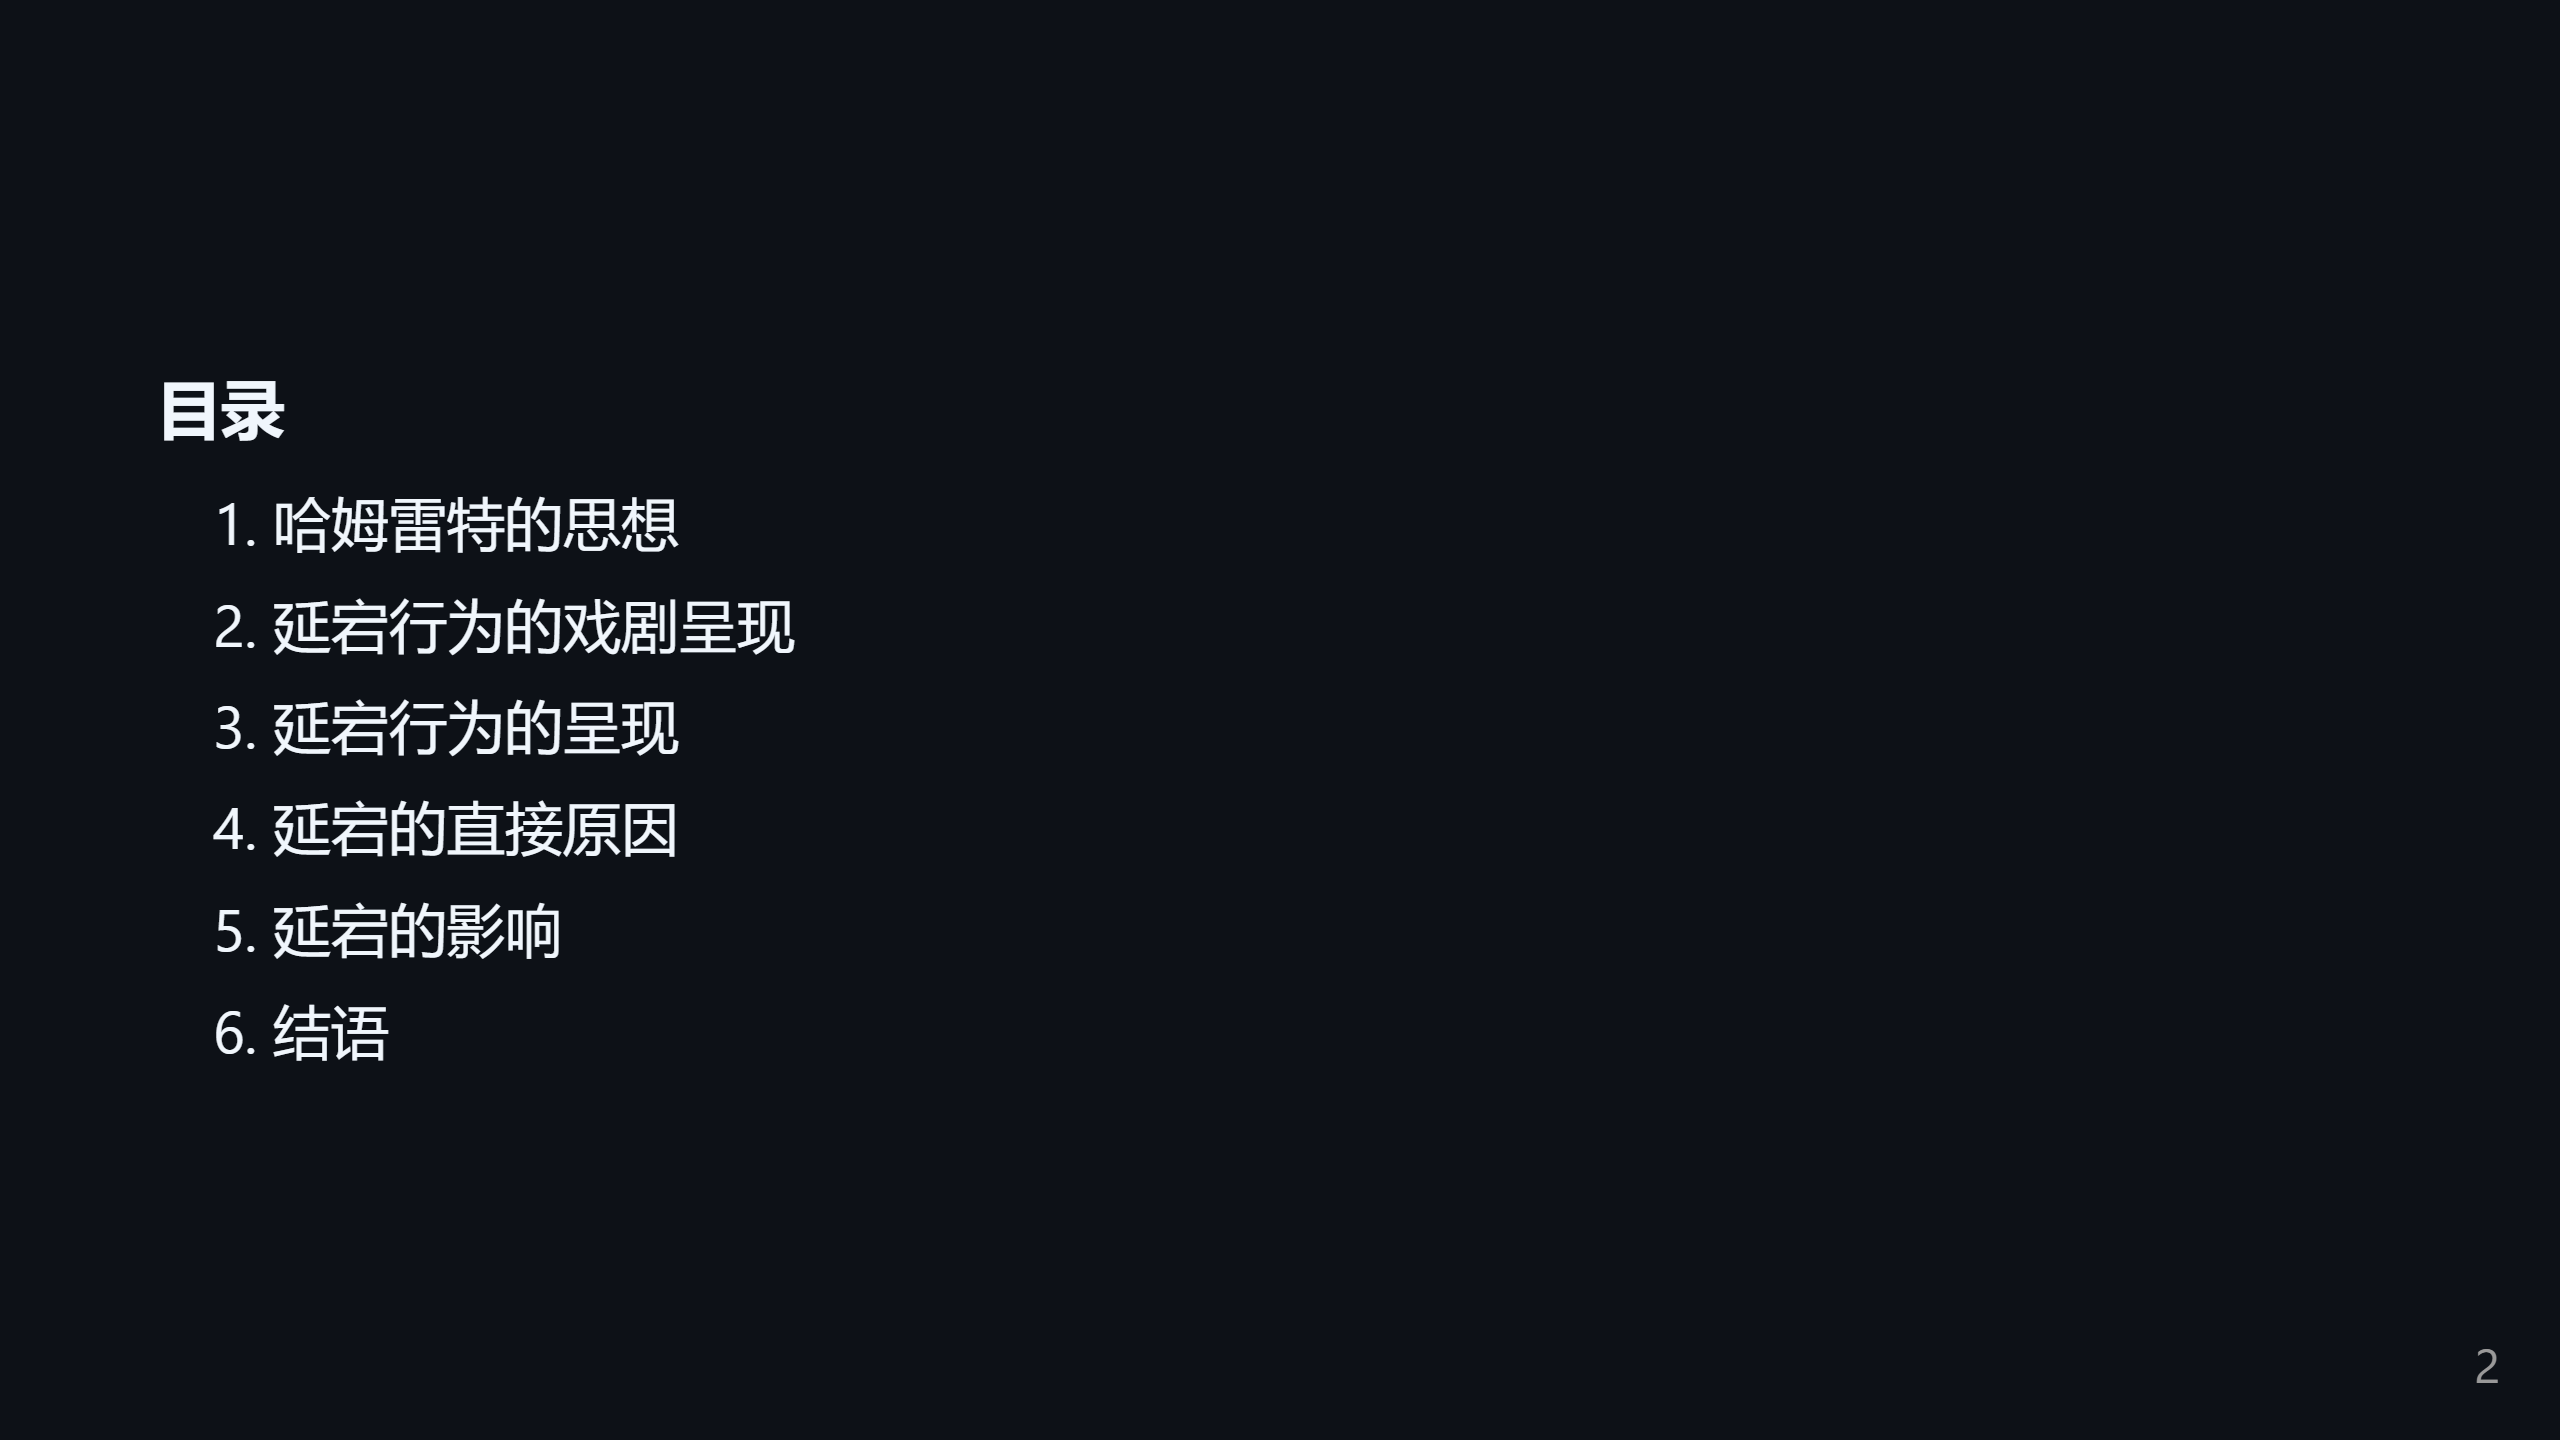 目录
1. 哈姆雷特的思想
2. 延宕行为的戏剧呈现
3. 延宕行为的呈现
4. 延宕的直接原因
5. 延宕的影响
6. 结语
2